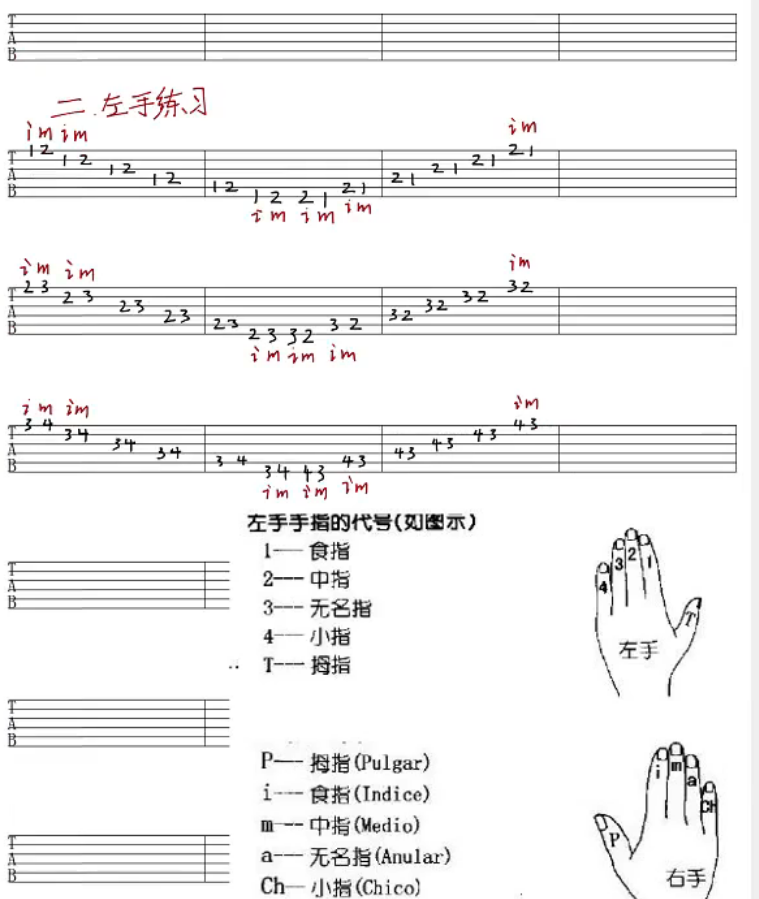 T
A
B
二.左手练习
im im im
T
A
B
12 12 12 12 12 12 21 21 21 21 21 21
im im im
im im im
T
A
B
23 23 23 23 23 23 32 32 32 32 32 32
im im im
im im im
T
A
B
34 34 34 34 34 34 43 43 43 43 43 43
im im im
左手手指的代号(如图示)
1--- 食指
2--- 中指
3--- 无名指
4--- 小指
T--- 拇指
4 3 2 1 T
左手
T
A
B
T
A
B
P--- 拇指(Pulgar)
i--- 食指(Indice)
m--- 中指(Medio)
a--- 无名指(Anular)
Ch— 小指(Chico)
P i m a Ch
右手
T
A
B